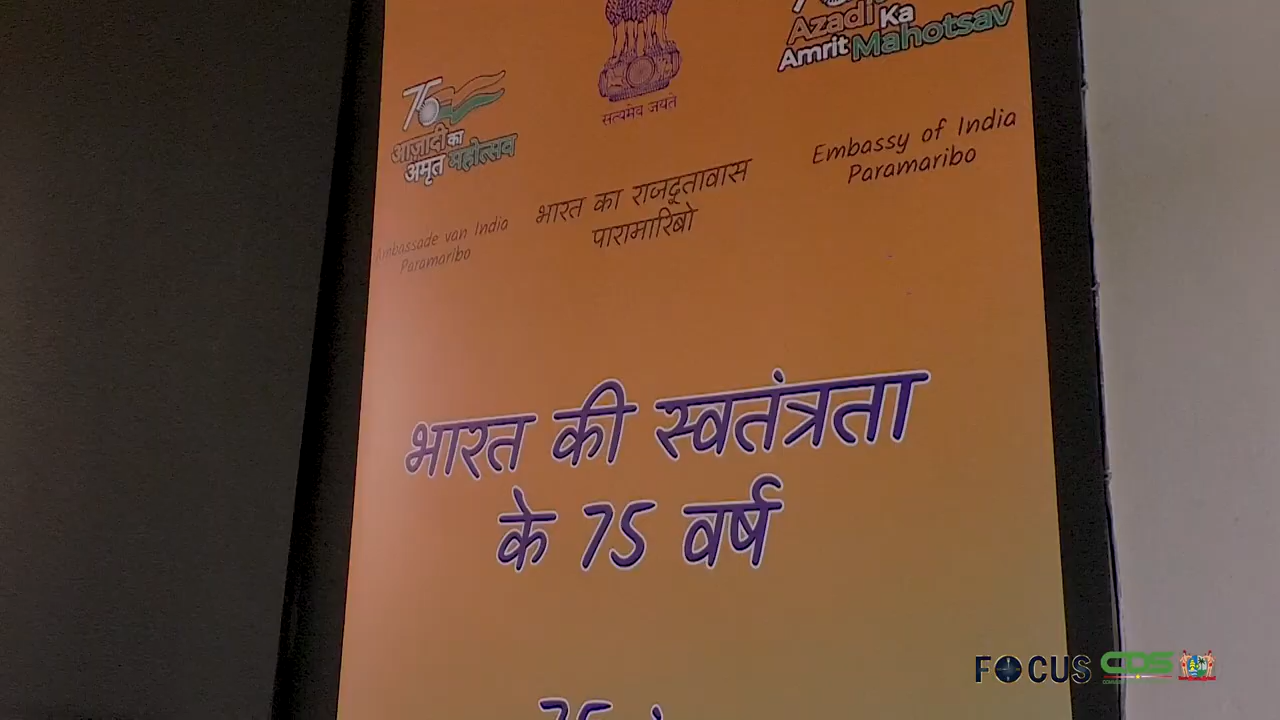 Azadi Ka
Amrit Mahotsav
75
आज़ादी का
अमृत महोत्सव
सत्यमेव जयते
Embassy of India
Paramaribo
भारत का राजदूतावास
पारामारिबो
Ambassade van India
Paramaribo
भारत की स्वतंत्रता
के 75 वर्ष
FOCUS CDS